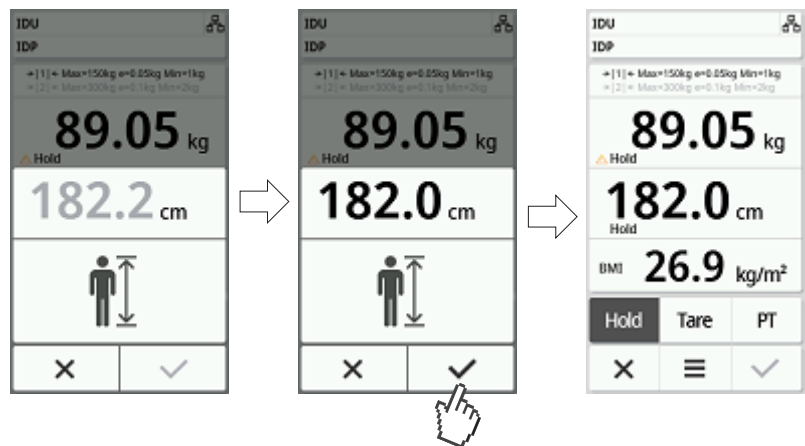 IDU
IDP
→|1|← Max=150kg e=0.05kg Min=1kg
→|2|← Max=300kg e=0.1kg Min=2kg
89.05 kg
Hold
182.2 cm
IDU
IDP
→|1|← Max=150kg e=0.05kg Min=1kg
→|2|← Max=300kg e=0.1kg Min=2kg
89.05 kg
Hold
182.0 cm
IDU
IDP
→|1|← Max=150kg e=0.05kg Min=1kg
→|2|← Max=300kg e=0.1kg Min=2kg
89.05 kg
Hold
182.0 cm
Hold
BMI 26.9 kg/m²
Hold Tare PT